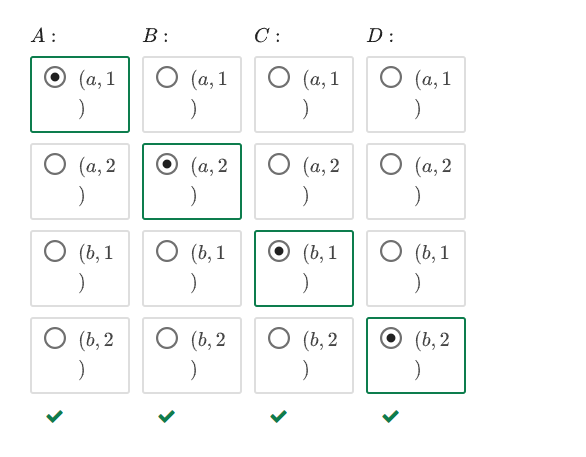 A : B : C : D :
(a, 1 (a, 1 (a, 1 (a, 1
) ) ) )
(a, 2 (a, 2 (a, 2 (a, 2
) ) ) )
(b, 1 (b, 1 (b, 1 (b, 1
) ) ) )
(b, 2 (b, 2 (b, 2 (b, 2
) ) ) )